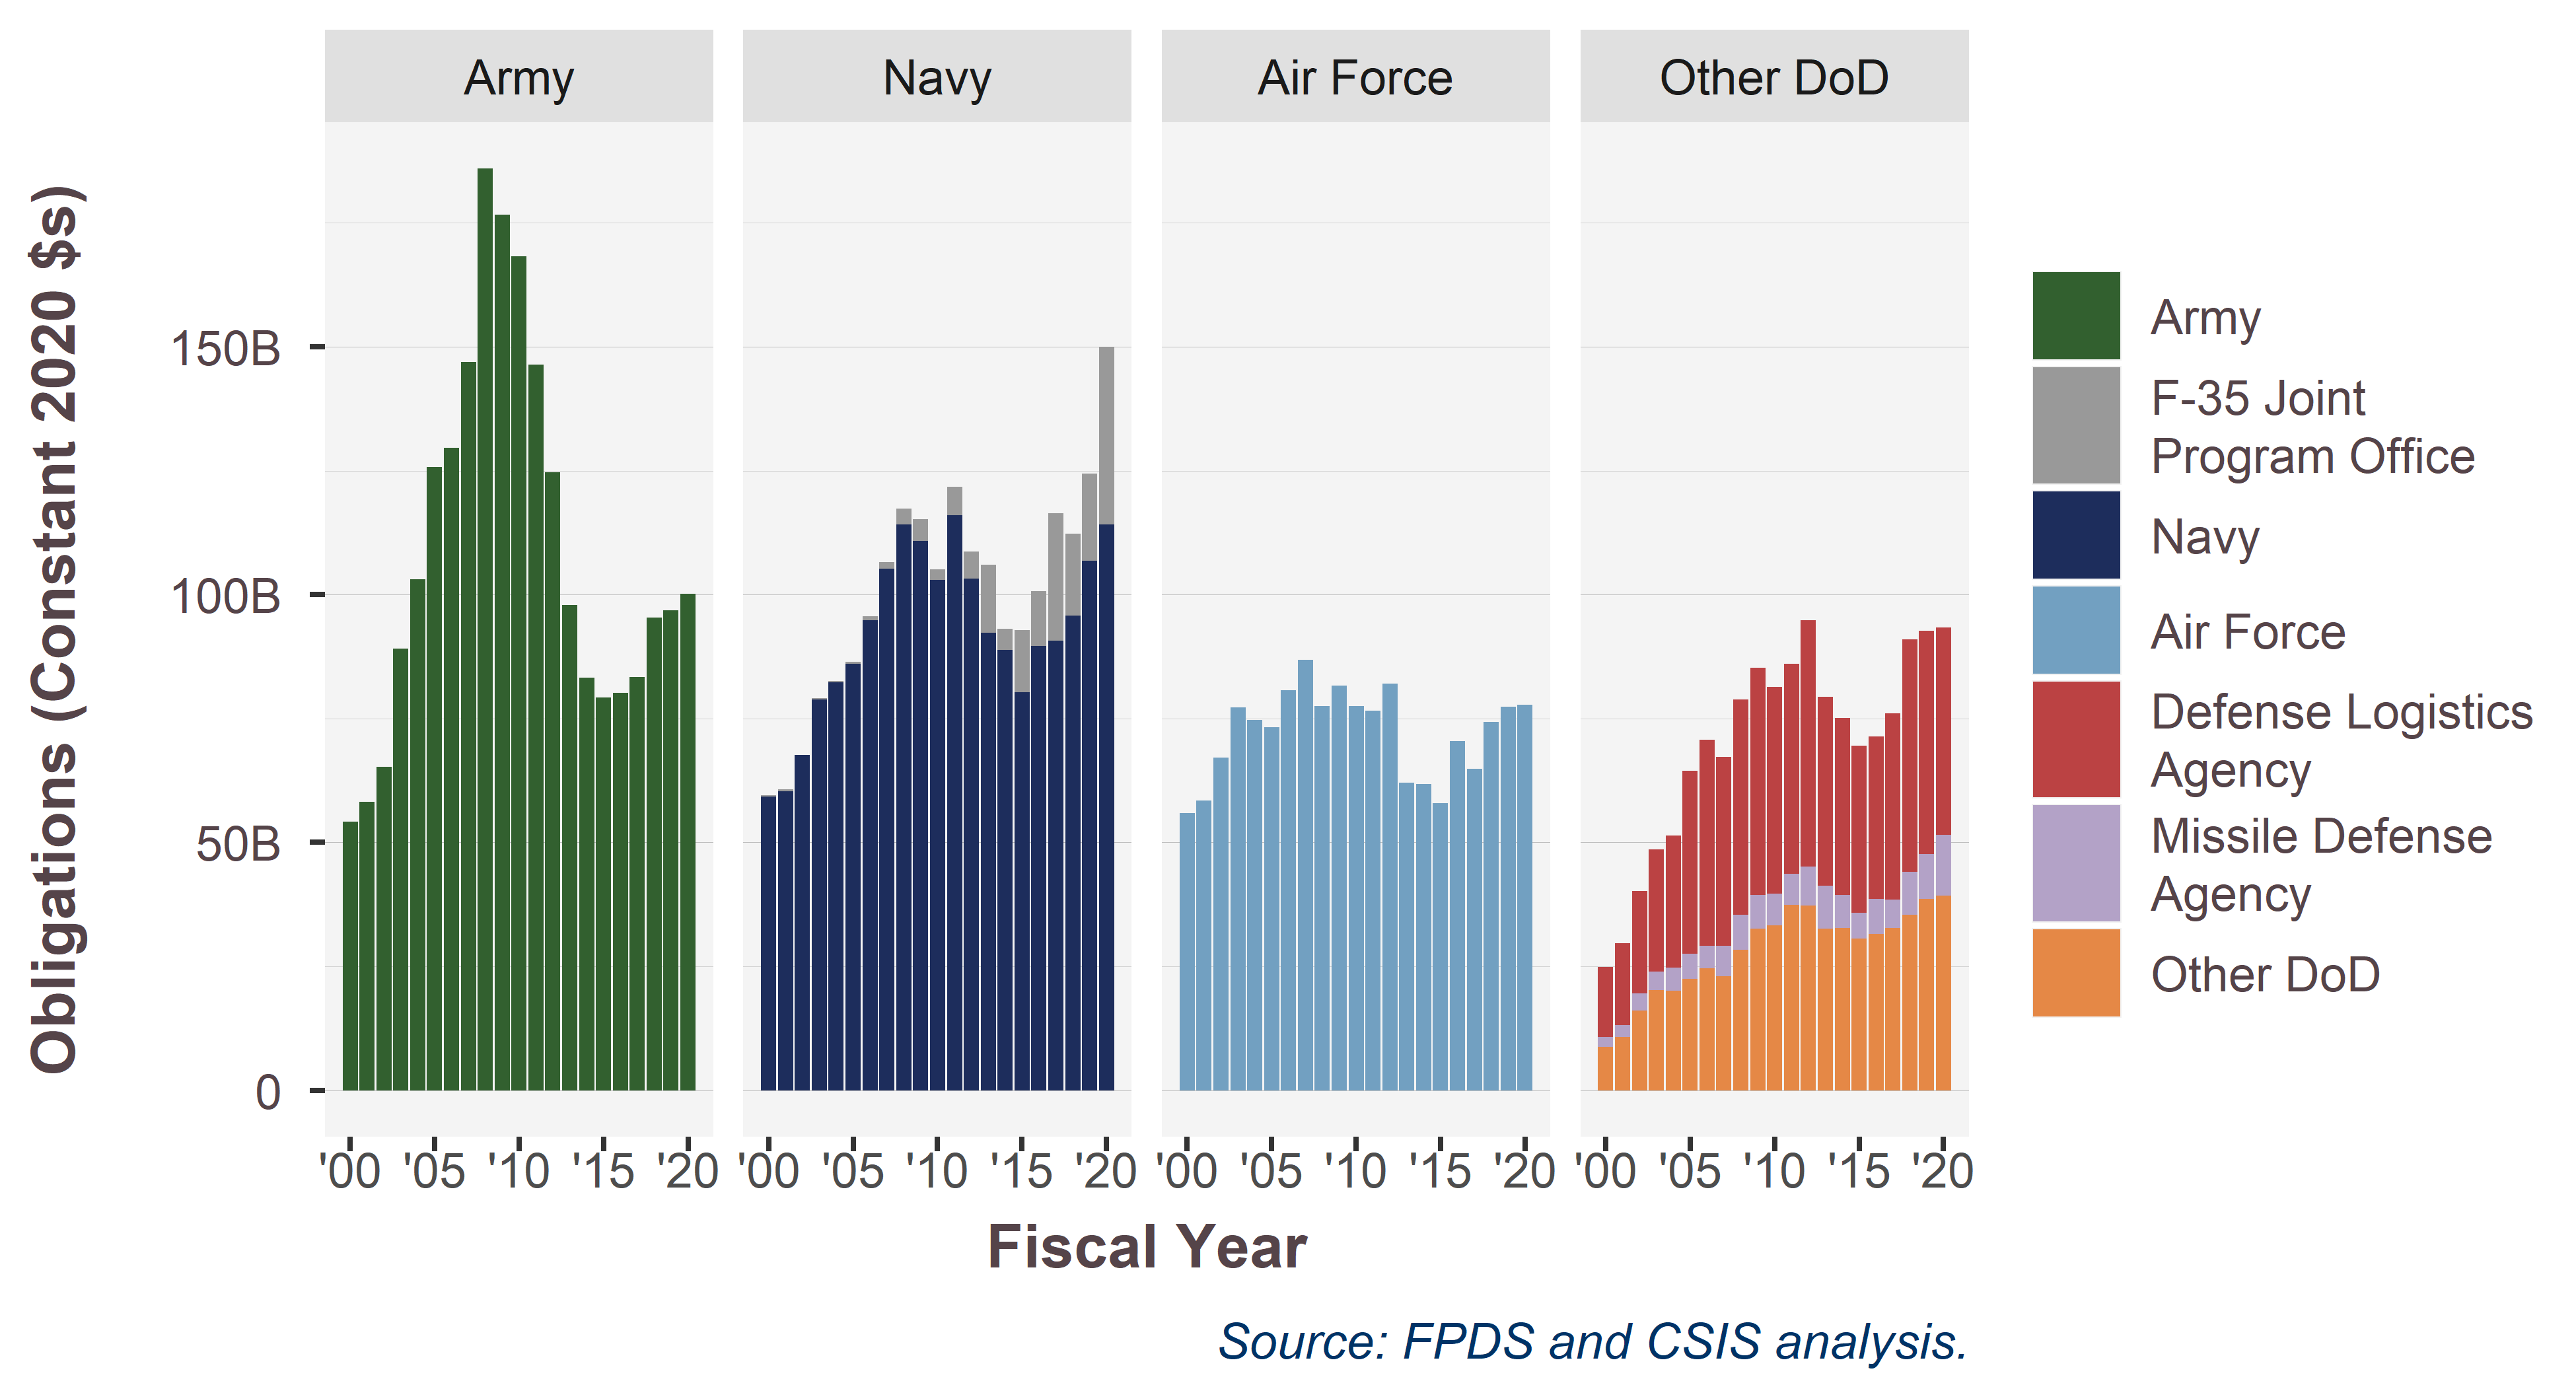 Army
Navy
Air Force
Other DoD
Obligations (Constant 2020 $s)
150B
100B
50B
0
'00 '05 '10 '15 '20
'00 '05 '10 '15 '20
'00 '05 '10 '15 '20
'00 '05 '10 '15 '20
Fiscal Year
Army
F-35 Joint
Program Office
Navy
Air Force
Defense Logistics
Agency
Missile Defense
Agency
Other DoD
Source: FPDS and CSIS analysis.